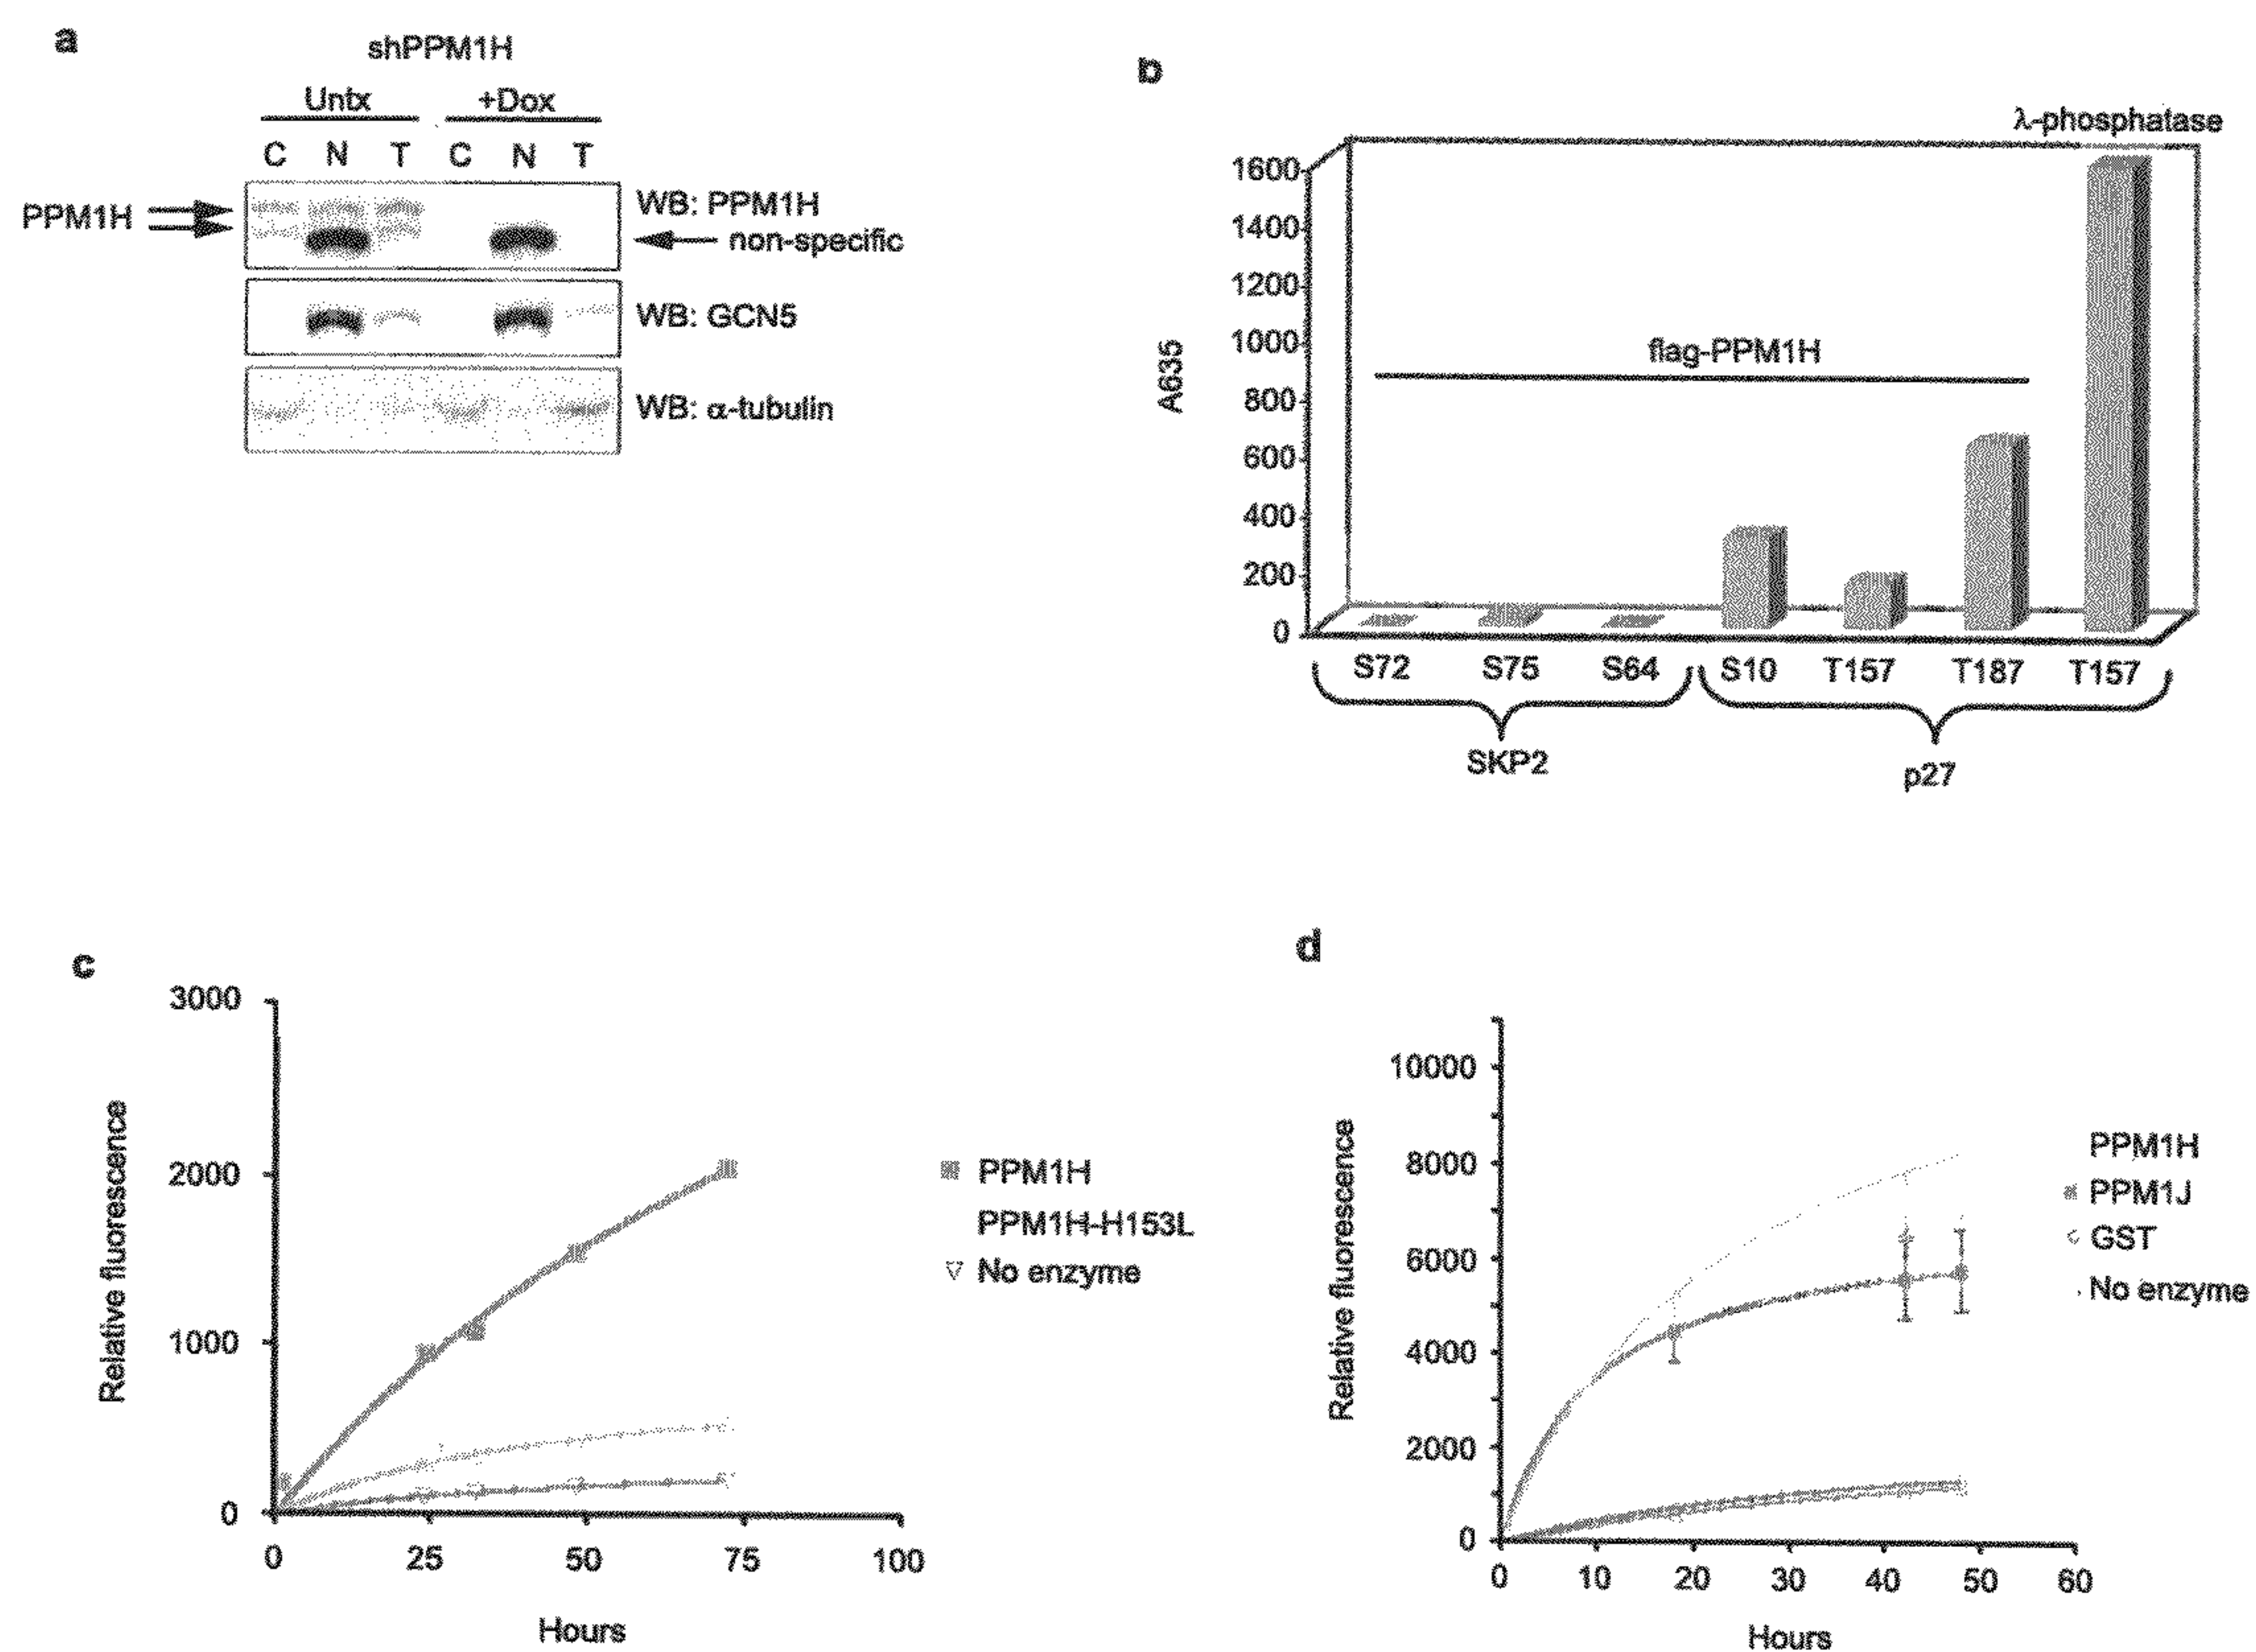 a
shPPM1H
Untx +Dox
C N T C N T
PPM1H
WB: PPM1H
non-specific
WB: GCN5
WB: α-tubulin
b
λ-phosphatase
flag-PPM1H
A635
1600
1400
1200
1000
800
600
400
200
0
S72 S75 S64 S10 T157 T187 T157
SKP2
p27
c
3000
2000
1000
0
Relative fluorescence
0 25 50 75 100
Hours
PPM1H
PPM1H-H153L
No enzyme
d
10000
8000
6000
4000
2000
0
Relative fluorescence
0 10 20 30 40 50 60
Hours
PPM1H
PPM1J
GST
No enzyme